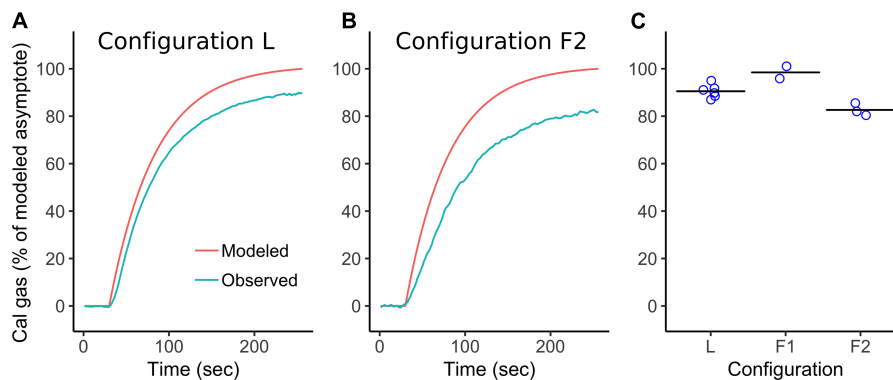 A
B
C
Configuration L
Configuration F2
Cal gas (% of modeled asymptote)
100
80
60
40
20
0
Modeled
Observed
0
100
200
Time (sec)
100
80
60
40
20
0
0
100
200
Time (sec)
100
80
60
40
20
0
L
F1
F2
Configuration